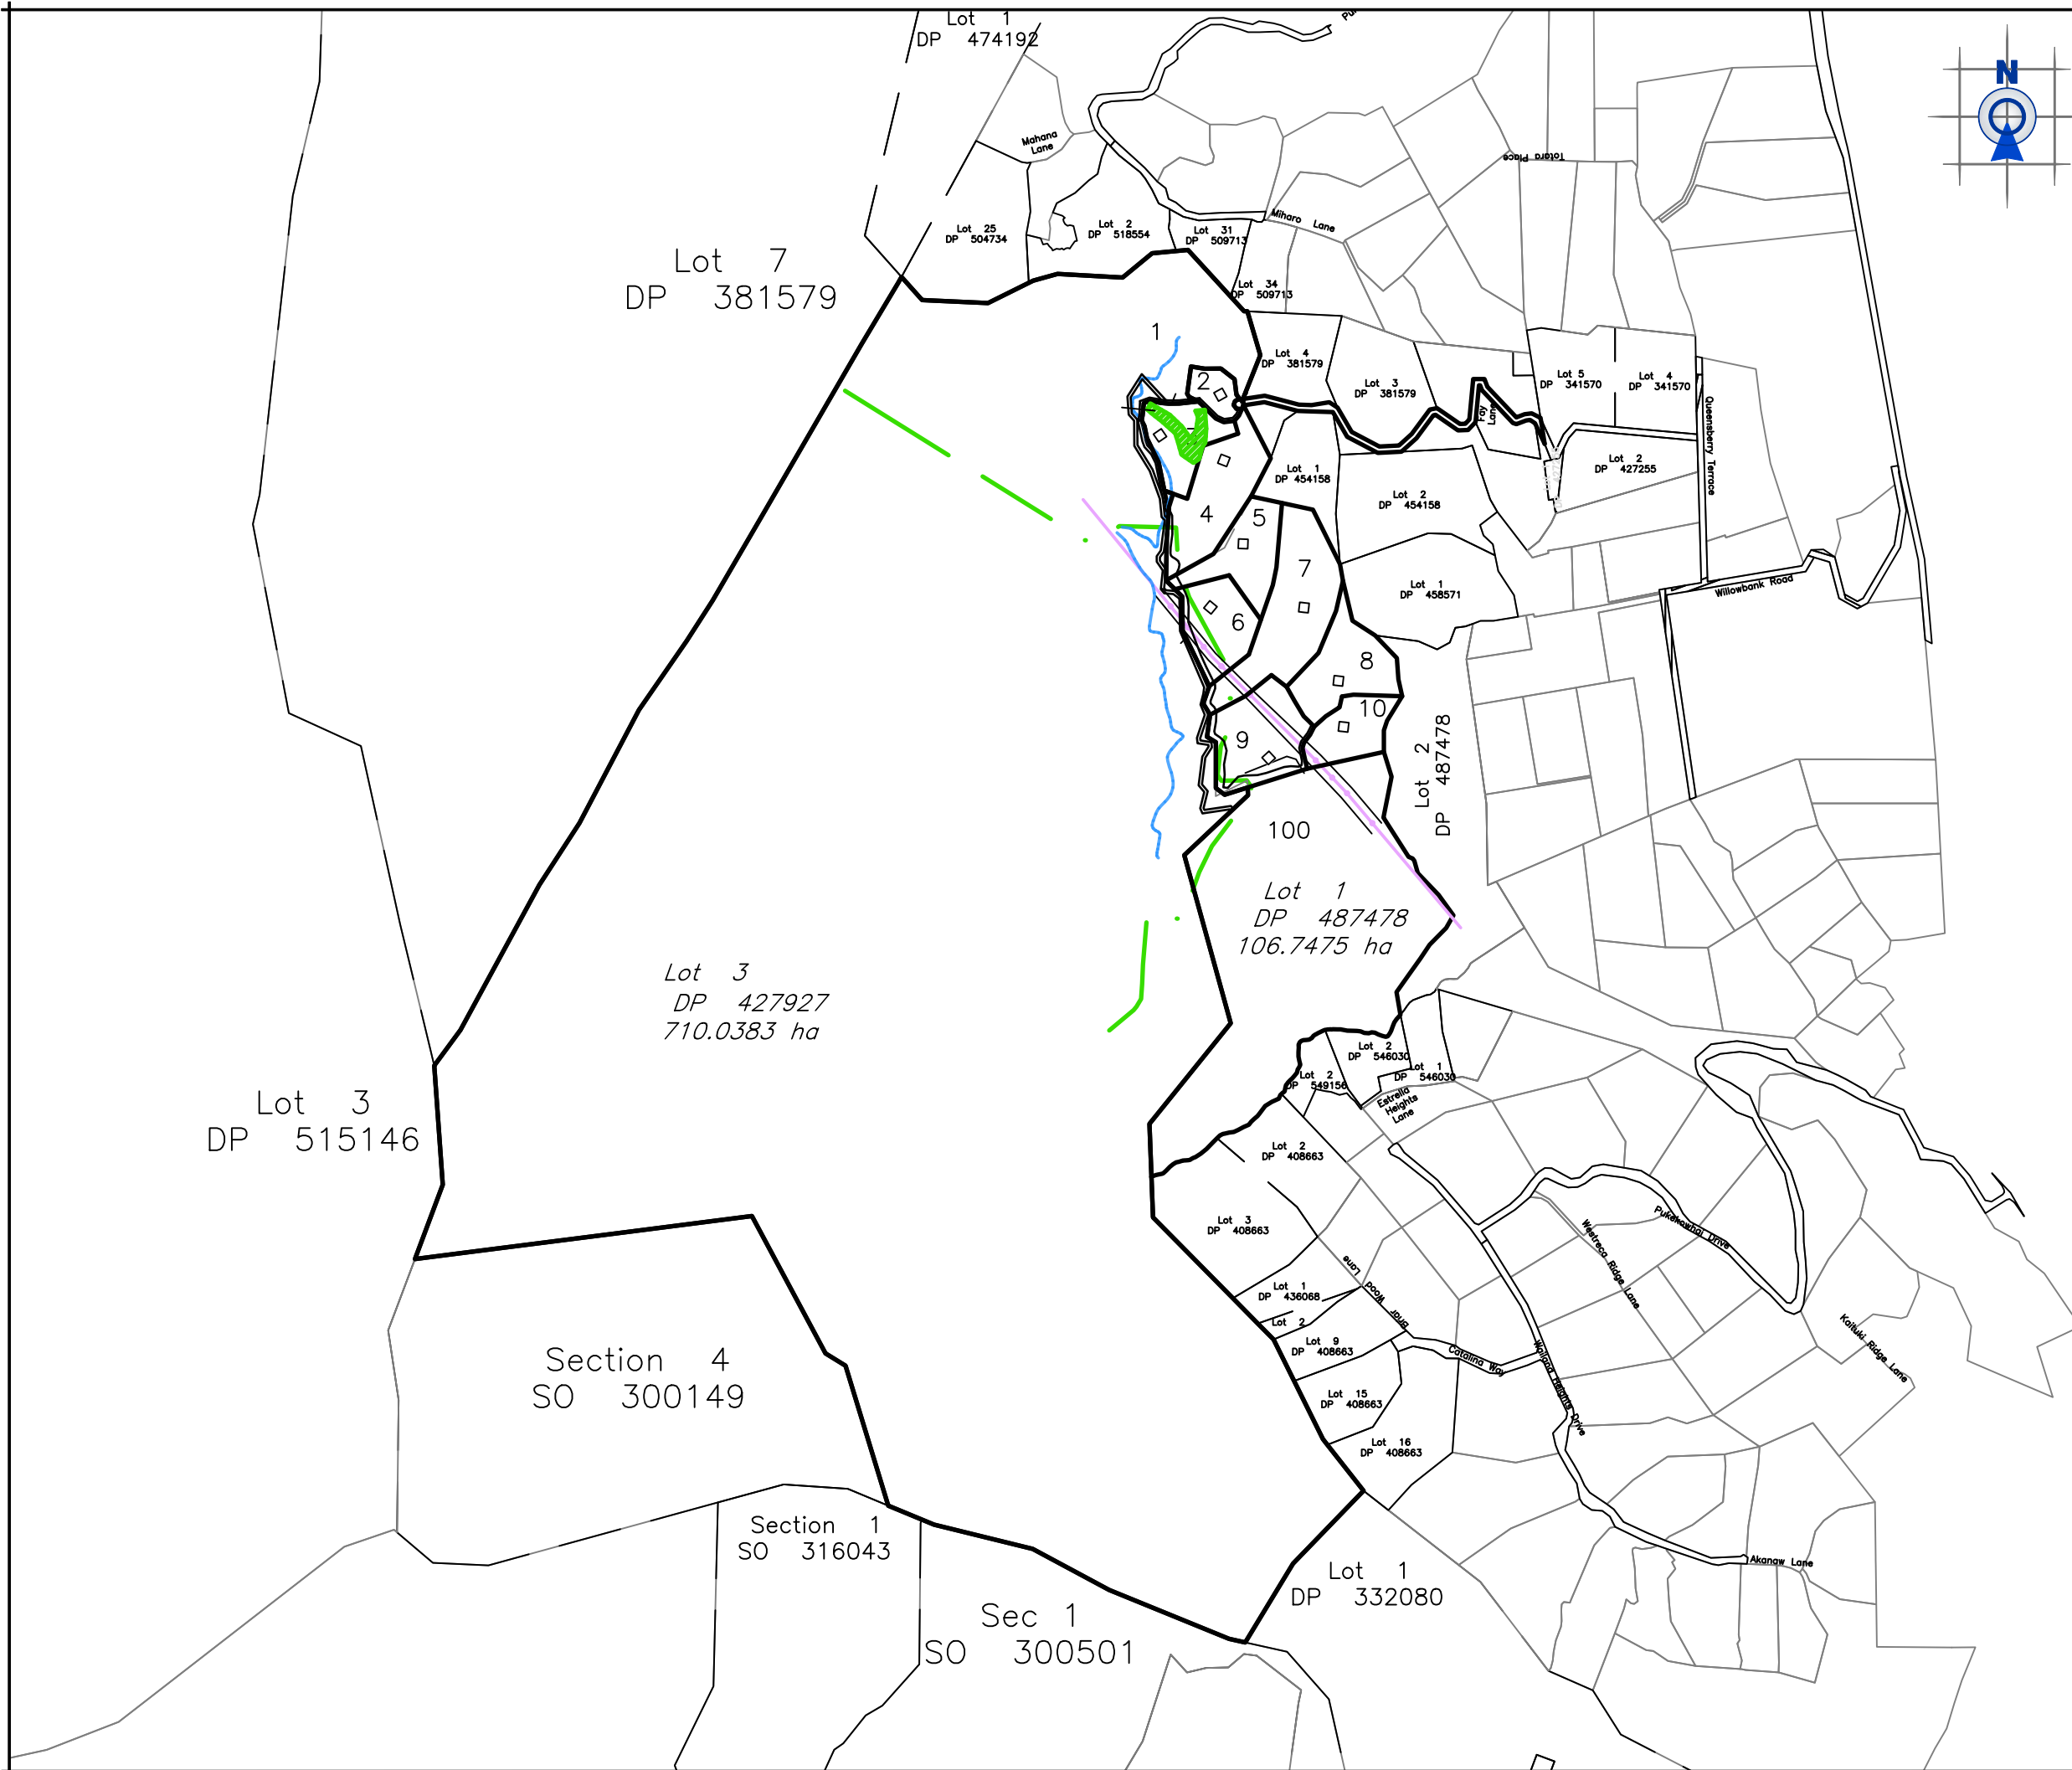 Lot 1
DP 474192
N
Mahana
Lane
Totara Place
Lot 25
DP 504734
Lot 2
DP 518554
Lot 31
DP 509713
Miharo Lane
Lot 7
DP 381579
Lot 34
DP 509713
1
Lot 4
DP 381579
Lot 3
DP 381579
Lot 5
DP 341570
Lot 4
DP 341570
2
Fay
Lane
Queensberry Terrace
Lot 1
DP 454158
Lot 2
DP 454158
Lot 2
DP 427255
4
5
7
Lot 1
DP 458571
Willowbank Road
6
8
10
9
Lot 2
DP 487478
100
Lot 1
DP 487478
106.7475 ha
Lot 3
DP 427927
710.0383 ha
Lot 2
DP 546030
Lot 1
DP 546030
Lot 2
DP 549156
Estrella
Heights
Lane
Lot 3
DP 515146
Lot 2
DP 408663
Lot 3
DP 408663
Pukekowhai Drive
Westreca Ridge Lane
Briar Wood Lane
Lot 1
DP 436068
Lot 2
Lot 9
DP 408663
Catalina Way
Kaituki Ridge Lane
Section 4
SO 300149
Lot 15
DP 408663
Lot 16
DP 408663
Section 1
SO 316043
Akanaw Lane
Lot 1
DP 332080
Sec 1
SO 300501